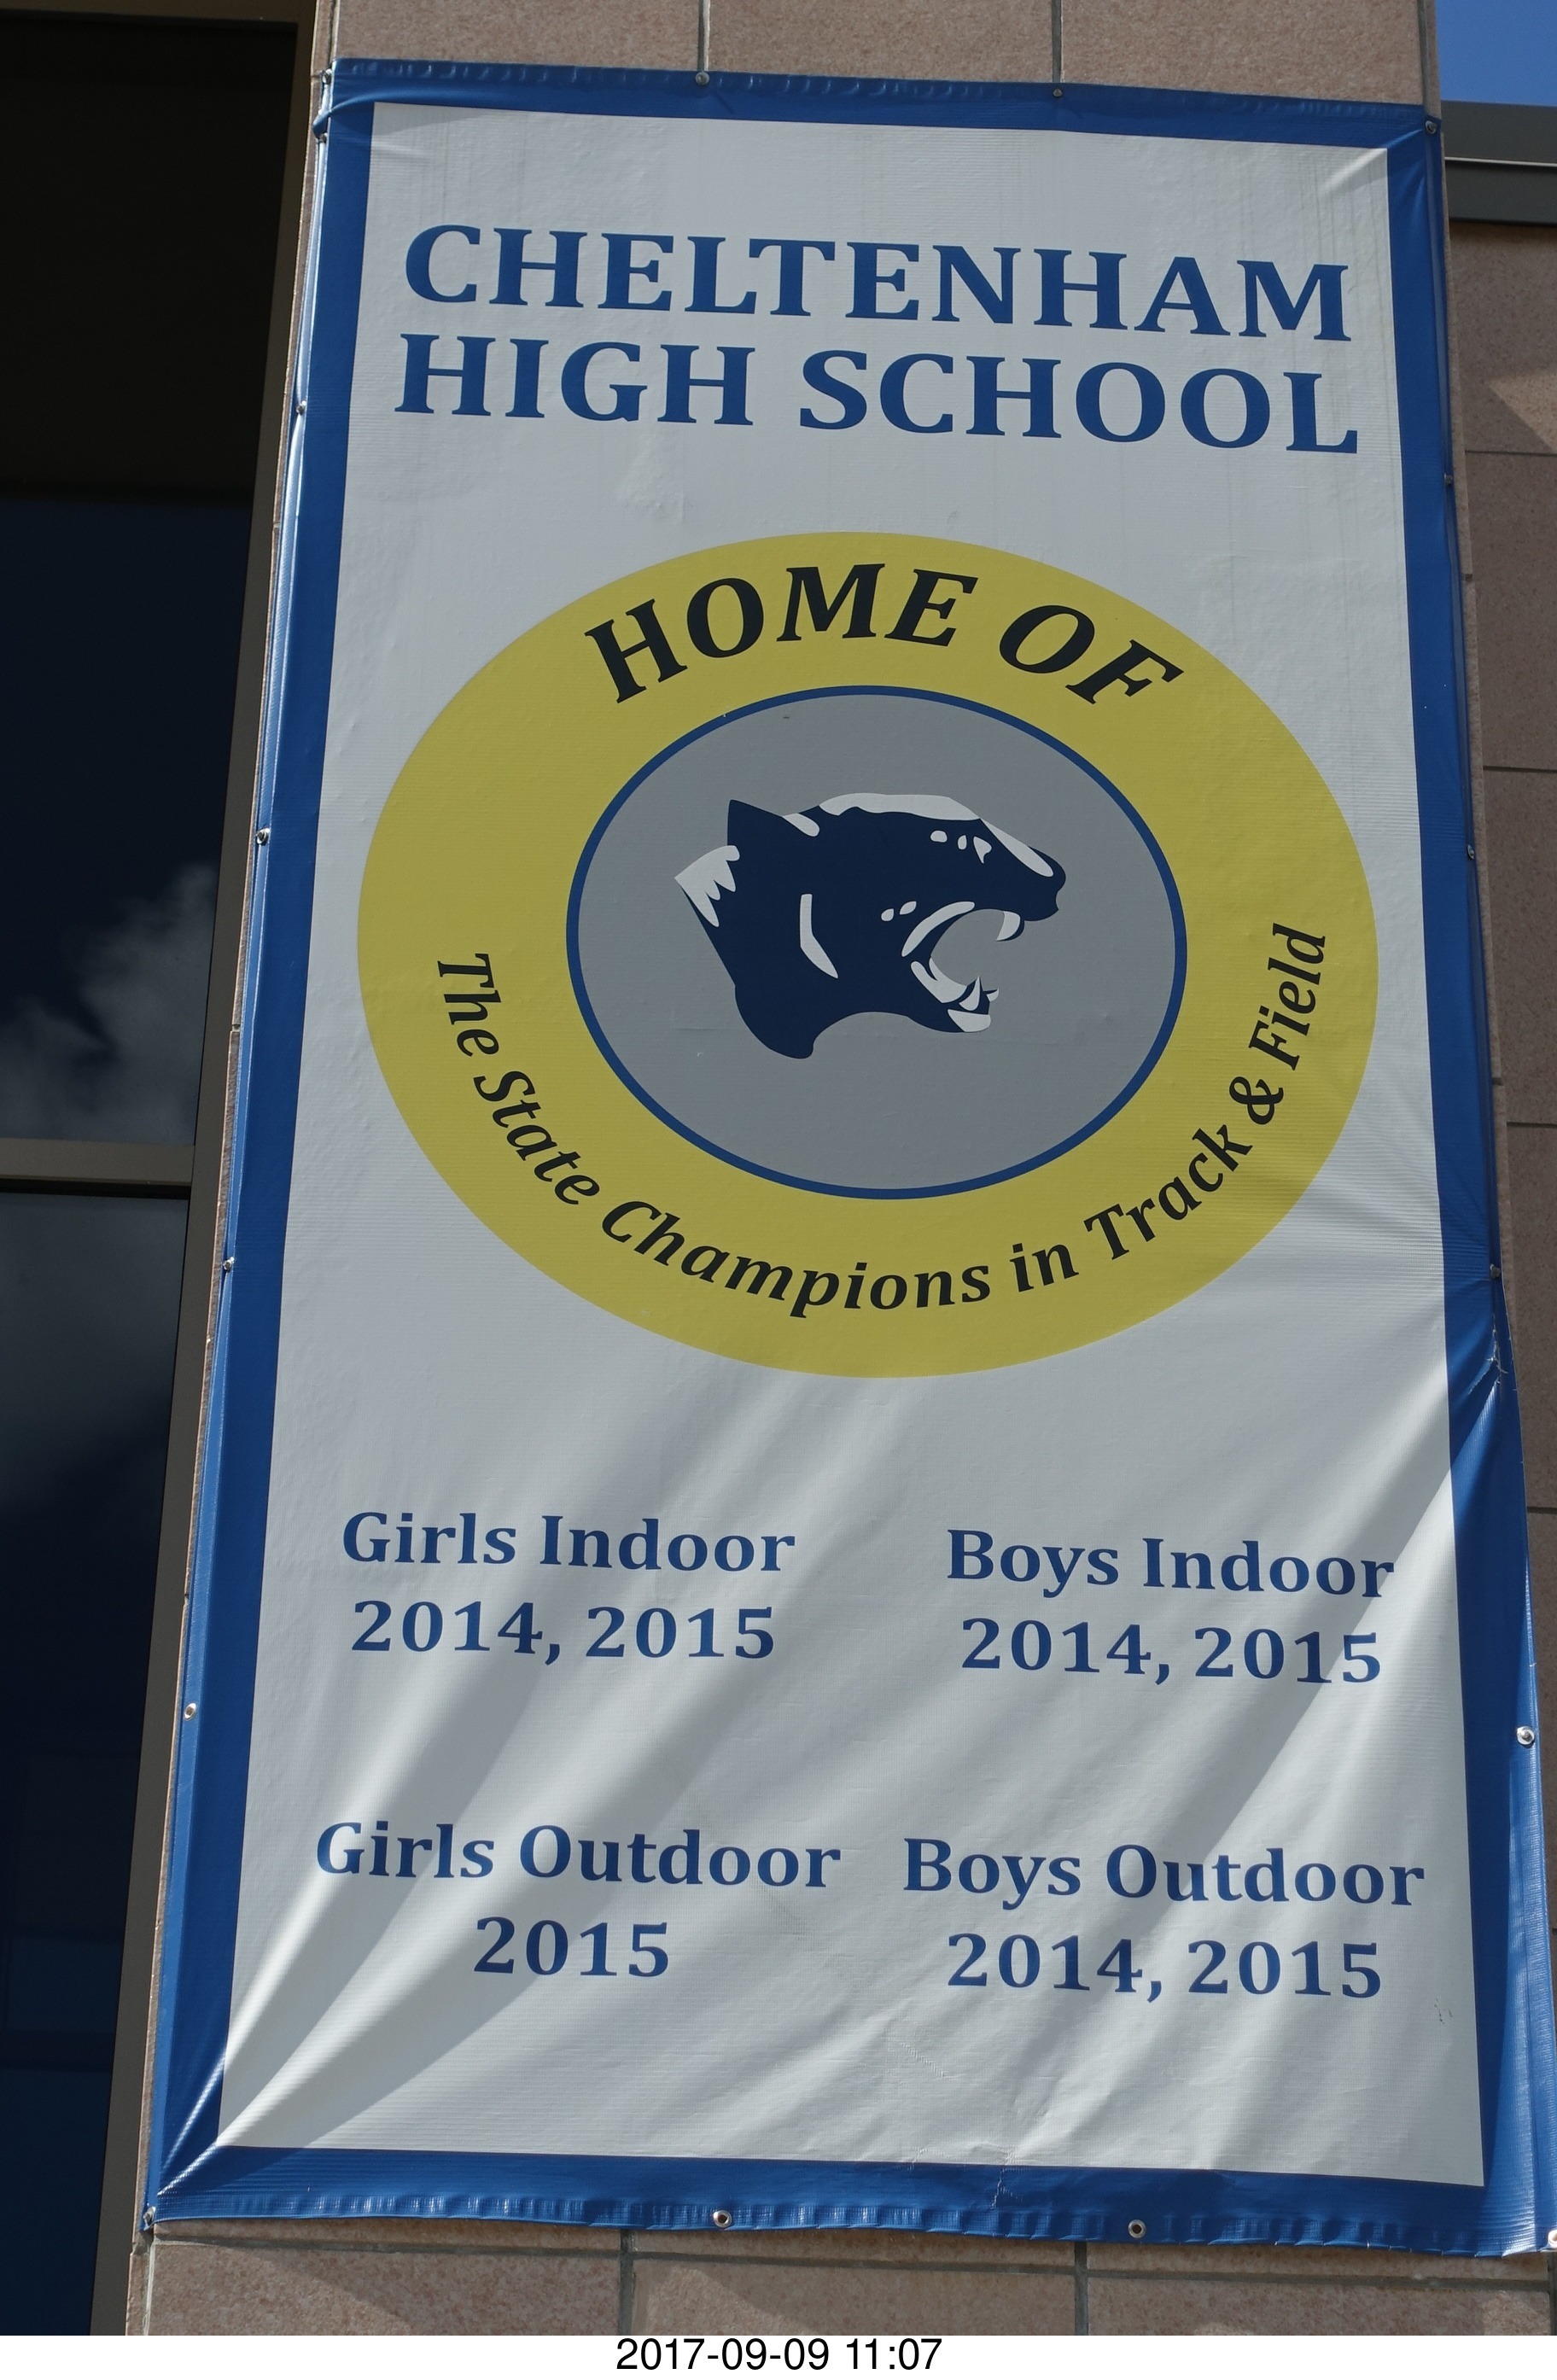 CHELTENHAM
HIGH SCHOOL
HOME OF
The State Champions in Track & Field
Girls Indoor
2014, 2015
Boys Indoor
2014, 2015
Girls Outdoor
2015
Boys Outdoor
2014, 2015
2017-09-09 11:07